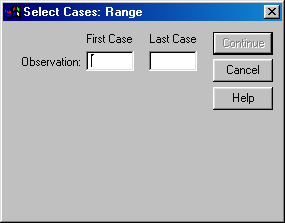 Select Cases: Range
First Case Last Case Continue
Observation: Cancel
Help